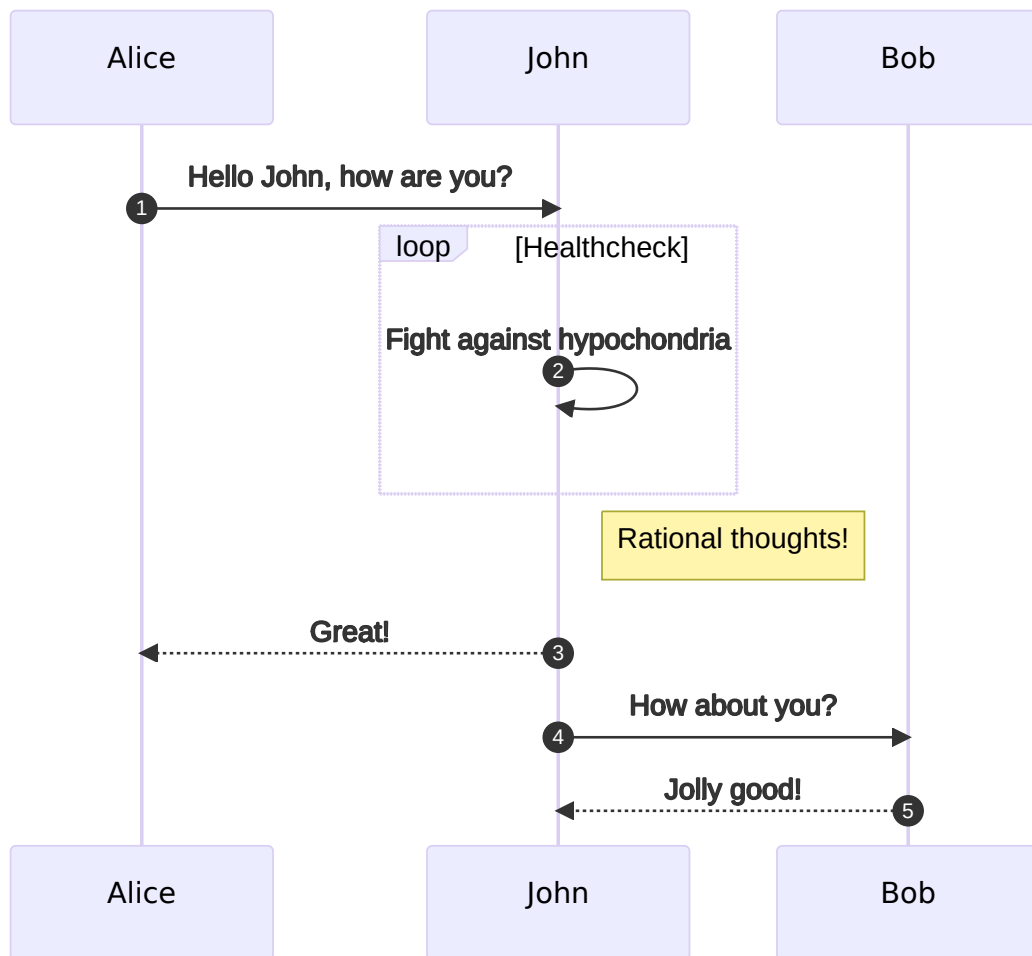 Alice
John
Bob
Hello John, how are you?
1
loop
[Healthcheck]
Fight against hypochondria
2
Rational thoughts!
Great!
3
How about you?
4
Jolly good!
5
Alice
John
Bob